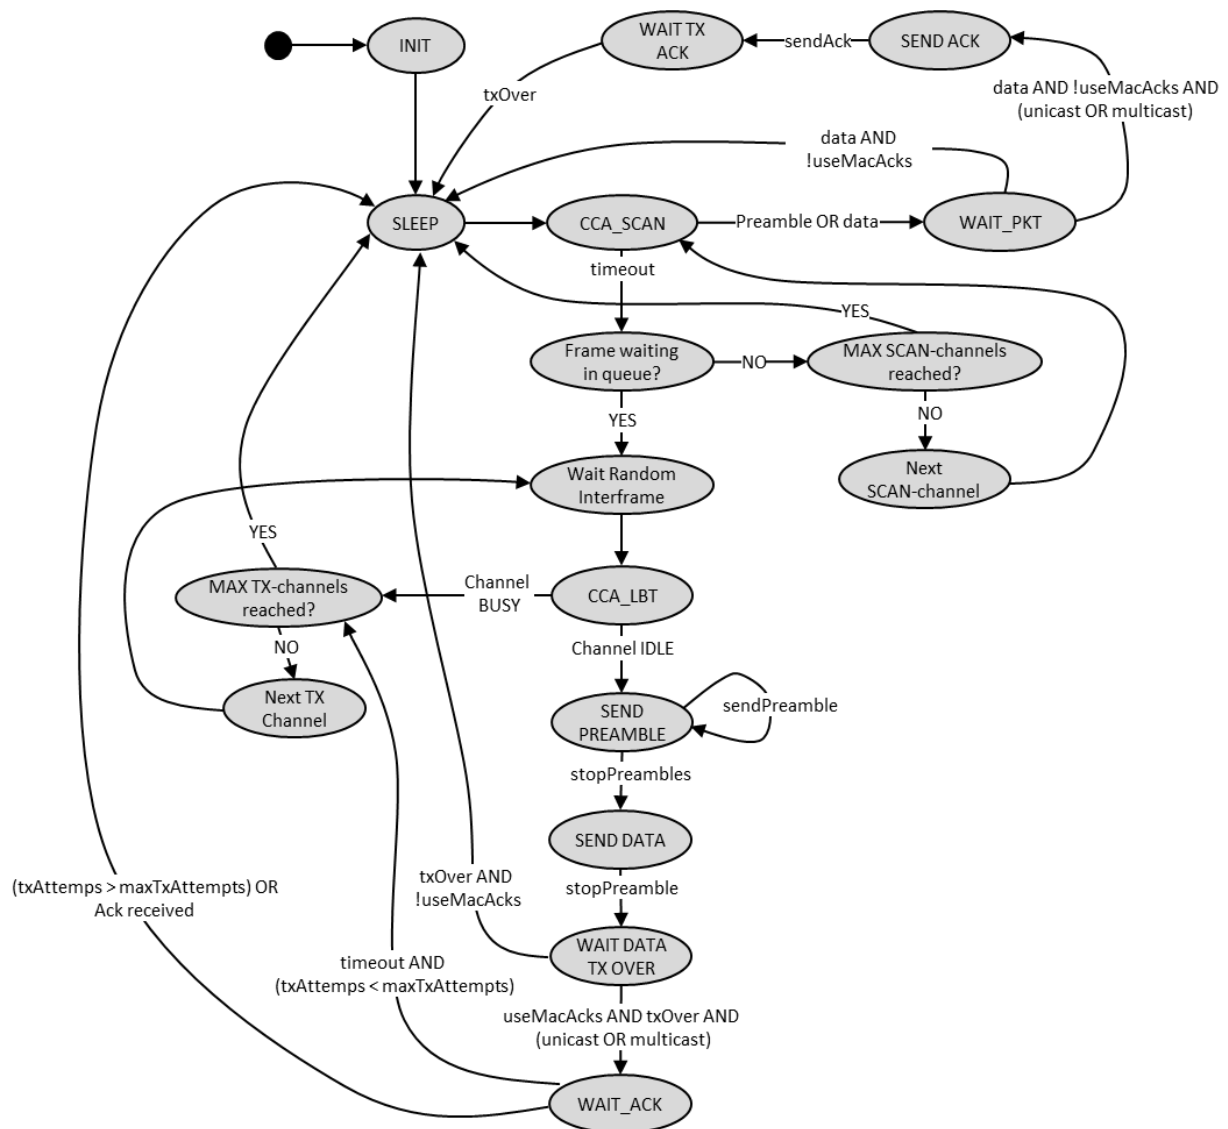 WAIT TX
ACK
sendAck
SEND ACK
INIT
txOver
data AND !useMacAcks AND
(unicast OR multicast)
data AND
!useMacAcks
SLEEP
CCA_SCAN
Preamble OR data
WAIT_PKT
timeout
YES
Frame waiting
in queue?
NO
MAX SCAN-channels
reached?
YES
NO
Wait Random
Interframe
Next
SCAN-channel
YES
MAX TX-channels
reached?
Channel
BUSY
CCA_LBT
NO
Channel IDLE
Next TX
Channel
SEND
PREAMBLE
sendPreamble
stopPreambles
SEND DATA
(txAttemps > maxTxAttempts) OR
Ack received
txOver AND
!useMacAcks
stopPreamble
WAIT DATA
TX OVER
timeout AND
(txAttemps < maxTxAttempts)
useMacAcks AND txOver AND
(unicast OR multicast)
WAIT_ACK